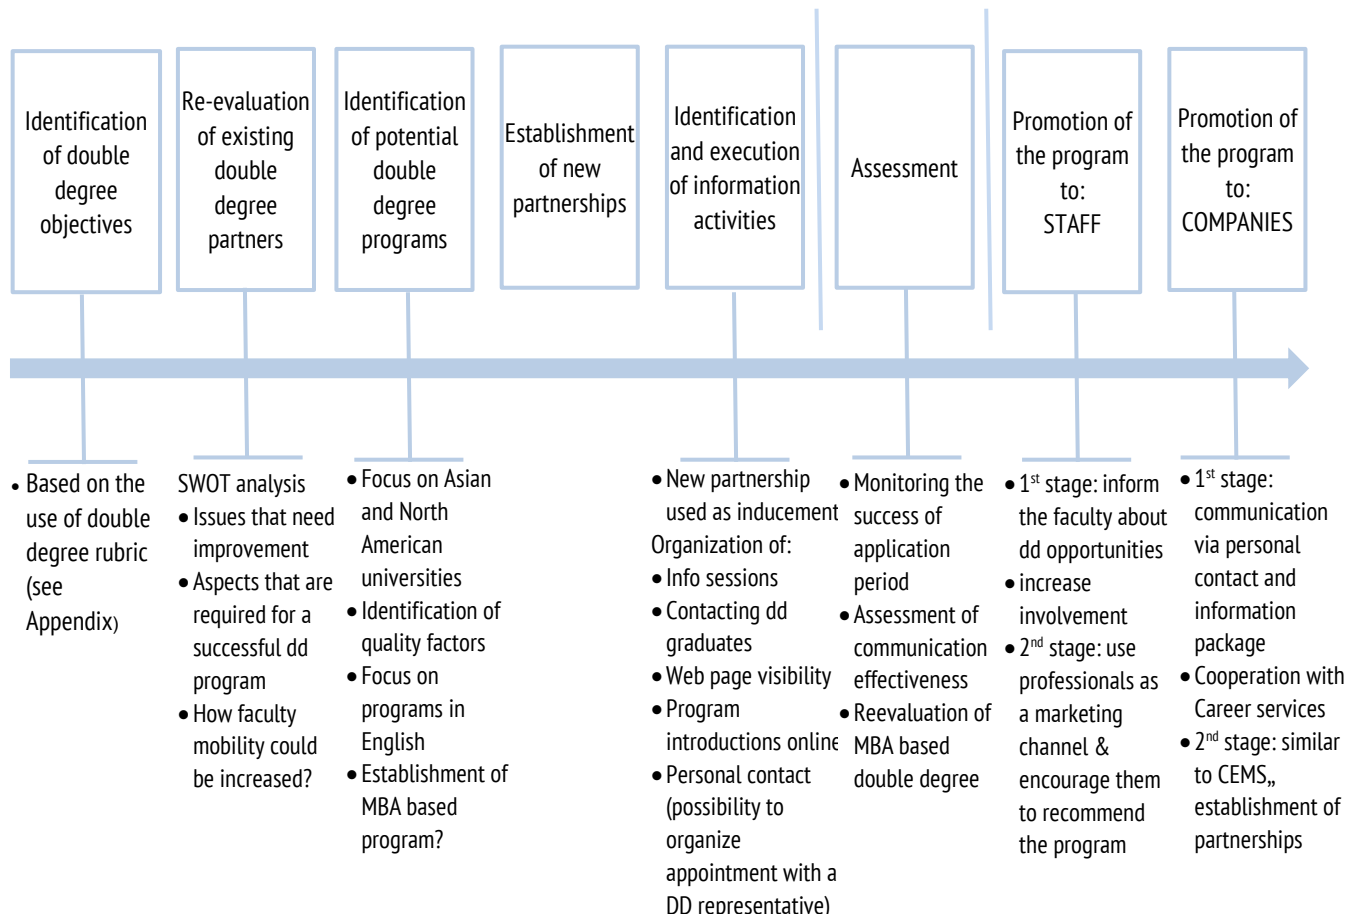 Identification
of double
degree
objectives
Re-evaluation
of existing
double
degree
partners
Identification
of potential
double
degree
programs
Establishment
of new
partnerships
Identification
and execution
of information
activities
Assessment
Promotion of
the program
to:
STAFF
Promotion of
the program
to:
COMPANIES
• Based on the
use of double
degree rubric
(see
Appendix)
SWOT analysis
• Issues that need
improvement
• Aspects that are
required for a
successful dd
program
• How faculty
mobility could
be increased?
• Focus on Asian
and North
American
universities
• Identification of
quality factors
• Focus on
programs in
English
• Establishment of
MBA based
program?
• New partnership
used as inducement
Organization of:
• Info sessions
• Contacting dd
graduates
• Web page visibility
• Program
introductions online
• Personal contact
(possibility to
organize
appointment with a
DD representative)
• Monitoring the
success of
application
period
• Assessment of
communication
effectiveness
• Reevaluation of
MBA based
double degree
• 1st stage: inform
the faculty about
dd opportunities
• increase
involvement
• 2nd stage: use
professionals as
a marketing
channel &
encourage them
to recommend
the program
• 1st stage:
communication
via personal
contact and
information
package
• Cooperation with
Career services
• 2nd stage: similar
to CEMS,,
establishment of
partnerships